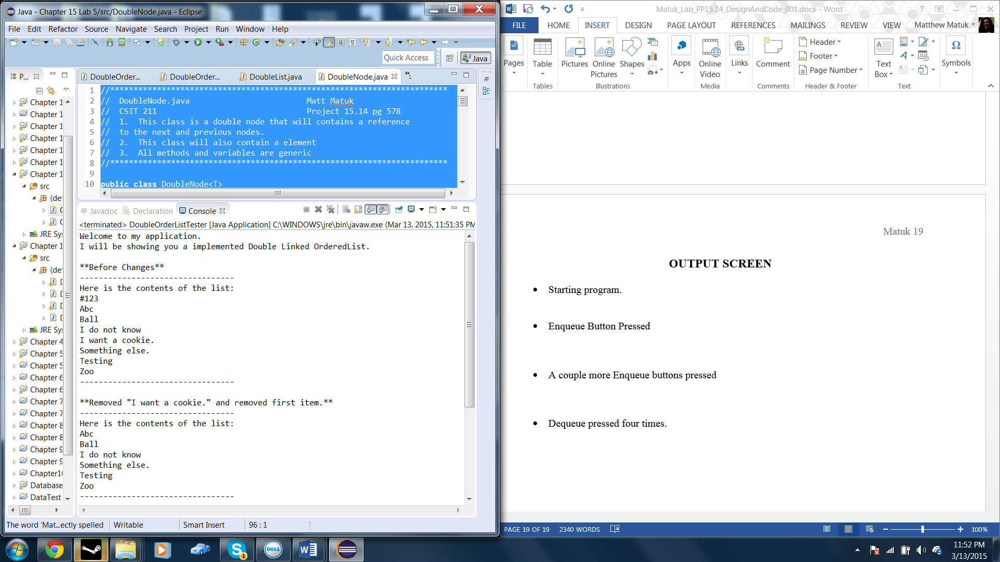 Java - Chapter 15 Lab 5/src/DoubleNode.java - Eclipse
File Edit Refactor Source Navigate Search Project Run Window Help
Quick Access
Java
P...
DoubleOrder... DoubleOrder... DoubleList.java DoubleNode.java »1
1 //************************************************************************
2 // DoubleNode.java Matt Matuk
3 // CSIT 211 Project 15.14 pg 578
4 // 1. This class is a double node that will contains a reference
5 // to the next and previous nodes.
6 // 2. This class will also contain a element
7 // 3. All methods and variables are generic
8 //************************************************************************
9
10 public class DoubleNode<T>
Chapter 1
Chapter 1
Chapter 1
Chapter 1
Chapter 1
Chapter 1
Chapter 1
src
(det
JRE Sy
Chapter 1
src
(det
JRE Sy
Chapter 4
Chapter 5
Chapter 5
Chapter 6
Chapter 6
Chapter 7
Chapter 7
Chapter 8
Chapter 8
Chapter 9
Chapter 9
Chapter10
Database
DataTest
@ Javadoc Declaration Console
<terminated> DoubleOrderListTester [Java Application] C:\WINDOWS\jre\bin\javaw.exe (Mar 13, 2015, 11:51:35 PM
Welcome to my application.
I will be showing you a implemented Double Linked OrderedList.
**Before Changes**
---------------------------------
Here is the contents of the list:
#123
Abc
Ball
I do not know
I want a cookie.
Something else.
Testing
Zoo
---------------------------------
**Removed "I want a cookie." and removed first item.**
---------------------------------
Here is the contents of the list:
Abc
Ball
I do not know
Something else.
Testing
Zoo
---------------------------------
The word 'Mat...ectly spelled Writable Smart Insert 96 : 1
Matuk_Lab_PP15.14_DesignAndCode_001.docx - Word
FILE HOME INSERT DESIGN PAGE LAYOUT REFERENCES MAILINGS REVIEW VIEW Matthew Matuk
Pages
Table
Tables
Pictures
Online Pictures
Shapes
Illustrations
Apps
Online Video
Media
Links
Comment
Comments
Header
Footer
Page Number
Header & Footer
Text Box
Text
Symbols
Matuk 19
OUTPUT SCREEN
• Starting program.
• Enqueue Button Pressed
• A couple more Enqueue buttons pressed
• Dequeue pressed four times.
PAGE 19 OF 19 2340 WORDS 100%
11:52 PM
3/13/2015